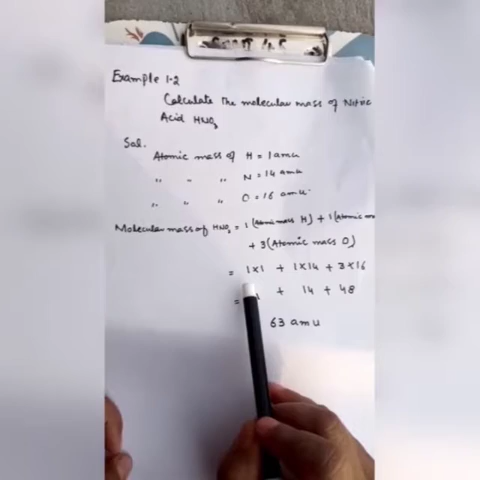 Example 1.2
Calculate the molecular mass of Nitric
Acid HNO3
Sol.
Atomic mass of H = 1 amu
" " " N = 14 amu
" " " O = 16 amu
Molecular mass of HNO3 = 1 (Atomic mass H) + 1 (Atomic
+ 3 (Atomic mass O)
= 1×1 + 1×14 + 3×16
= 1 + 14 + 48
63 amu